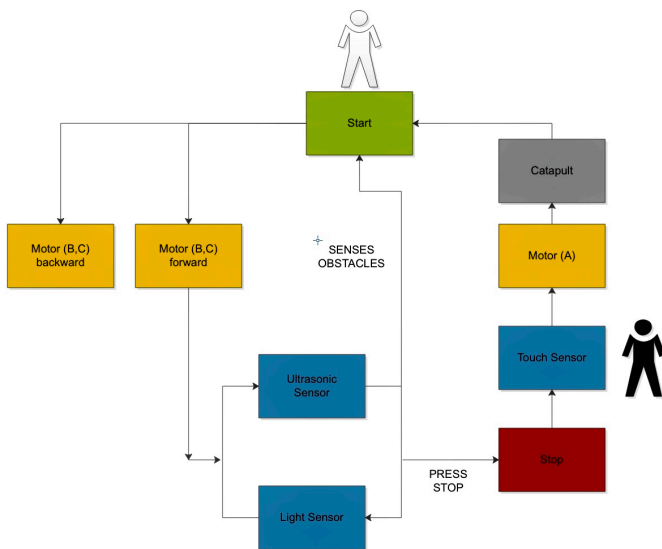 Start
Catapult
Motor (B,C)
backward
Motor (B,C)
forward
SENSES
OBSTACLES
Motor (A)
Ultrasonic
Sensor
Touch Sensor
PRESS
STOP
Stop
Light Sensor